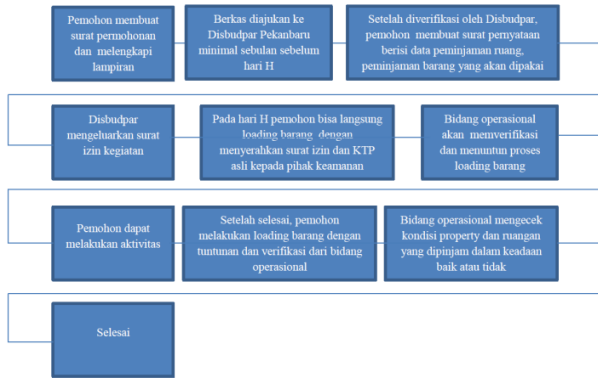 Pemohon membuat
surat permohonan
dan melengkapi
lampiran
Berkas diajukan ke
Disbudpar Pekanbaru
minimal sebulan sebelum
hari H
Setelah diverifikasi oleh Disbudpar,
pemohon membuat surat pernyataan
berisi data peminjaman ruang,
peminjaman barang yang akan dipakai
Disbudpar
mengeluarkan surat
izin kegiatan
Pada hari H pemohon bisa langsung
loading barang dengan
menyerahkan surat izin dan KTP
asli kepada pihak keamanan
Bidang operasional
akan memverifikasi
dan menuntun proses
loading barang
Pemohon dapat
melakukan aktivitas
Setelah selesai, pemohon
melakukan loading barang dengan
tuntunan dan verifikasi dari bidang
operasional
Bidang operasional mengecek
kondisi property dan ruangan
yang dipinjam dalam keadaan
baik atau tidak
Selesai